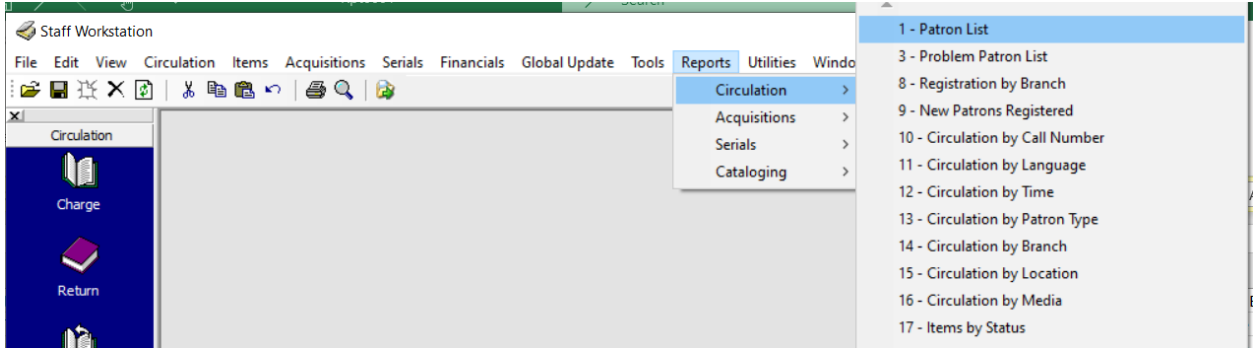 Search
Staff Workstation
File Edit View Circulation Items Acquisitions Serials Financials Global Update Tools Reports Utilities Windo
Circulation
Acquisitions
Serials
Cataloging
1 - Patron List
3 - Problem Patron List
8 - Registration by Branch
9 - New Patrons Registered
10 - Circulation by Call Number
11 - Circulation by Language
12 - Circulation by Time
13 - Circulation by Patron Type
14 - Circulation by Branch
15 - Circulation by Location
16 - Circulation by Media
17 - Items by Status
Circulation
Charge
Return